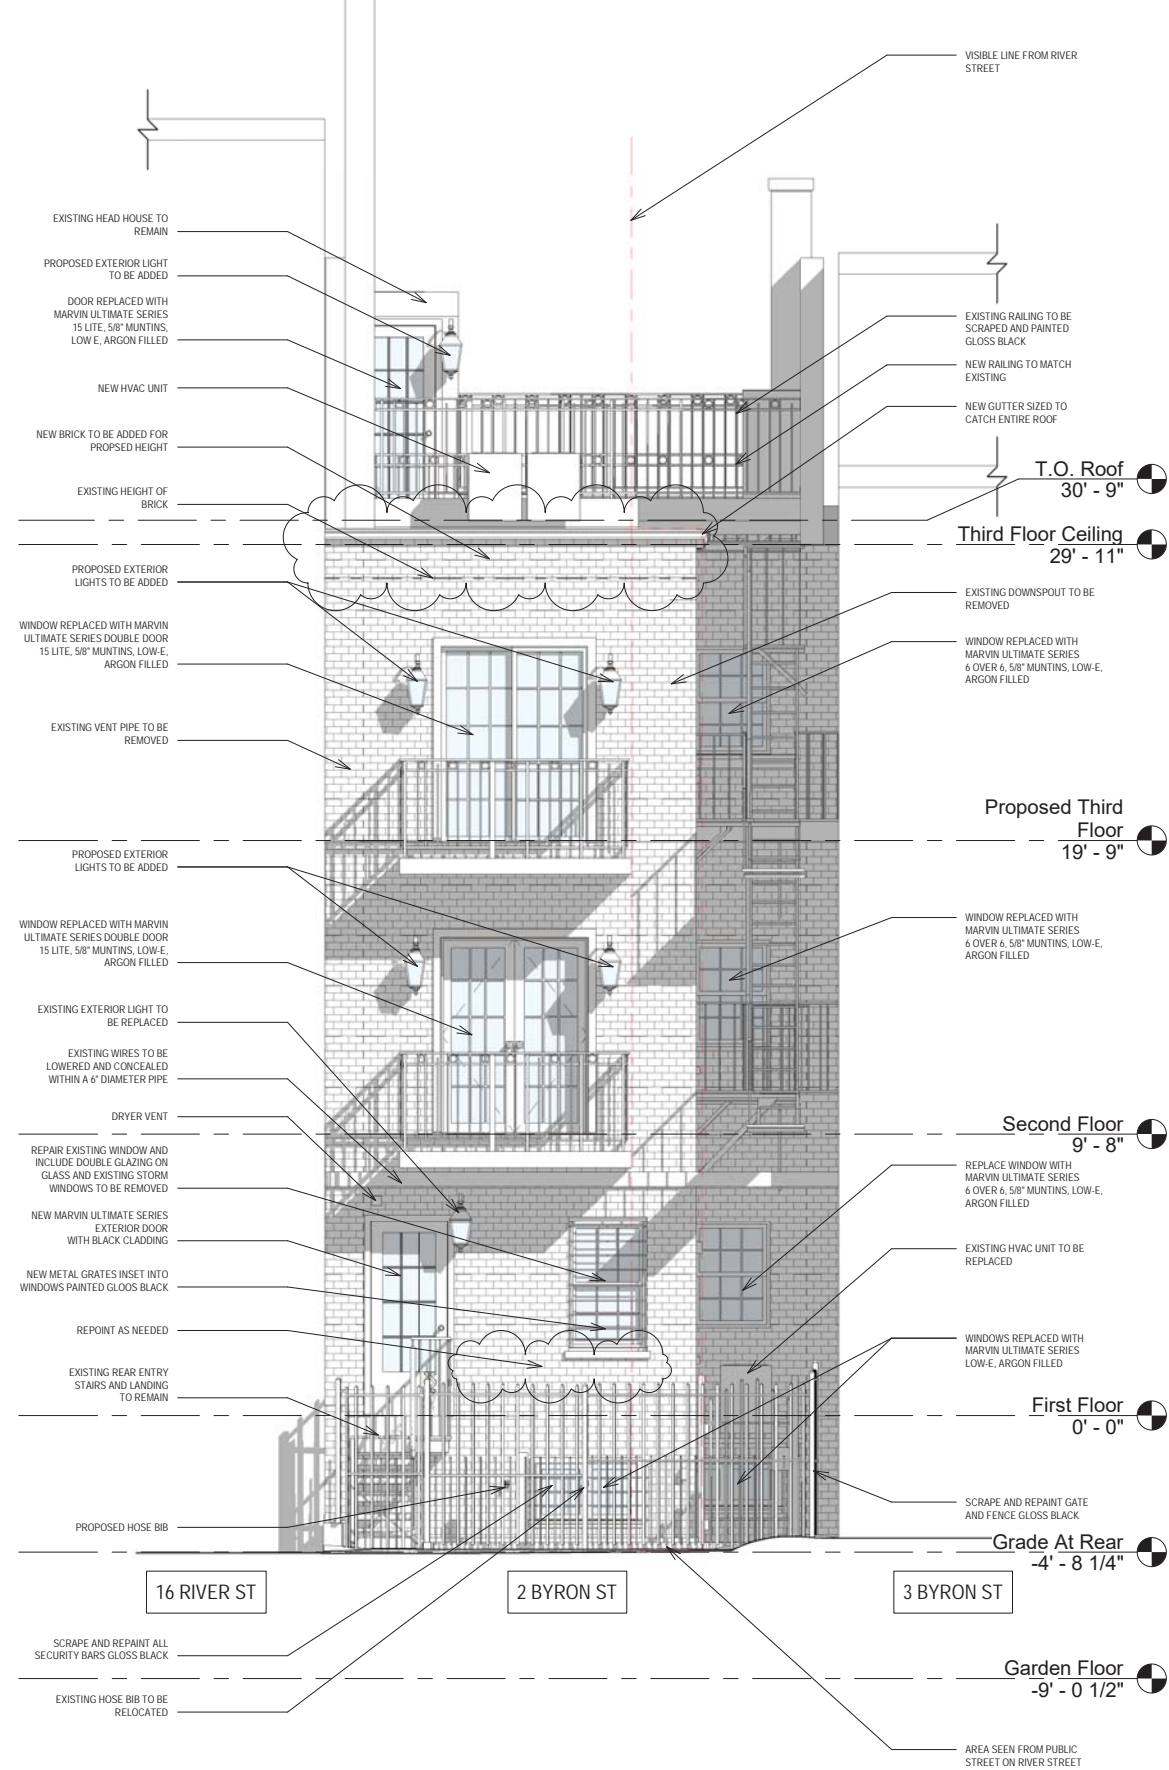 VISIBLE LINE FROM RIVER
STREET
EXISTING HEAD HOUSE TO
REMAIN
PROPOSED EXTERIOR LIGHT
TO BE ADDED
DOOR REPLACED WITH
MARVIN ULTIMATE SERIES
15 LITE, 5/8" MUNTINS,
LOW E, ARGON FILLED
NEW HVAC UNIT
NEW BRICK TO BE ADDED FOR
PROPSED HEIGHT
EXISTING HEIGHT OF
BRICK
PROPOSED EXTERIOR
LIGHTS TO BE ADDED
WINDOW REPLACED WITH MARVIN
ULTIMATE SERIES DOUBLE DOOR
15 LITE, 5/8" MUNTINS, LOW-E,
ARGON FILLED
EXISTING VENT PIPE TO BE
REMOVED
PROPOSED EXTERIOR
LIGHTS TO BE ADDED
WINDOW REPLACED WITH MARVIN
ULTIMATE SERIES DOUBLE DOOR
15 LITE, 5/8" MUNTINS, LOW-E,
ARGON FILLED
EXISTING EXTERIOR LIGHT TO
BE REPLACED
EXISTING WIRES TO BE
LOWERED AND CONCEALED
WITHIN A 6" DIAMETER PIPE
DRYER VENT
REPAIR EXISTING WINDOW AND
INCLUDE DOUBLE GLAZING ON
GLASS AND EXISTING STORM
WINDOWS TO BE REMOVED
NEW MARVIN ULTIMATE SERIES
EXTERIOR DOOR
WITH BLACK CLADDING
NEW METAL GRATES INSET INTO
WINDOWS PAINTED GLOOS BLACK
REPOINT AS NEEDED
EXISTING REAR ENTRY
STAIRS AND LANDING
TO REMAIN
PROPOSED HOSE BIB
EXISTING RAILING TO BE
SCRAPED AND PAINTED
GLOSS BLACK
NEW RAILING TO MATCH
EXISTING
NEW GUTTER SIZED TO
CATCH ENTIRE ROOF
T.O. Roof
30' - 9"
Third Floor Ceiling
29' - 11"
EXISTING DOWNSPOUT TO BE
REMOVED
WINDOW REPLACED WITH
MARVIN ULTIMATE SERIES
6 OVER 6, 5/8" MUNTINS, LOW-E,
ARGON FILLED
Proposed Third
Floor
19' - 9"
WINDOW REPLACED WITH
MARVIN ULTIMATE SERIES
6 OVER 6, 5/8" MUNTINS, LOW-E,
ARGON FILLED
Second Floor
9' - 8"
REPLACE WINDOW WITH
MARVIN ULTIMATE SERIES
6 OVER 6, 5/8" MUNTINS, LOW-E,
ARGON FILLED
EXISTING HVAC UNIT TO BE
REPLACED
WINDOWS REPLACED WITH
MARVIN ULTIMATE SERIES
LOW-E, ARGON FILLED
First Floor
0' - 0"
SCRAPE AND REPAINT GATE
AND FENCE GLOSS BLACK
Grade At Rear
-4' - 8 1/4"
16 RIVER ST
2 BYRON ST
3 BYRON ST
SCRAPE AND REPAINT ALL
SECURITY BARS GLOSS BLACK
EXISTING HOSE BIB TO BE
RELOCATED
Garden Floor
-9' - 0 1/2"
AREA SEEN FROM PUBLIC
STREET ON RIVER STREET